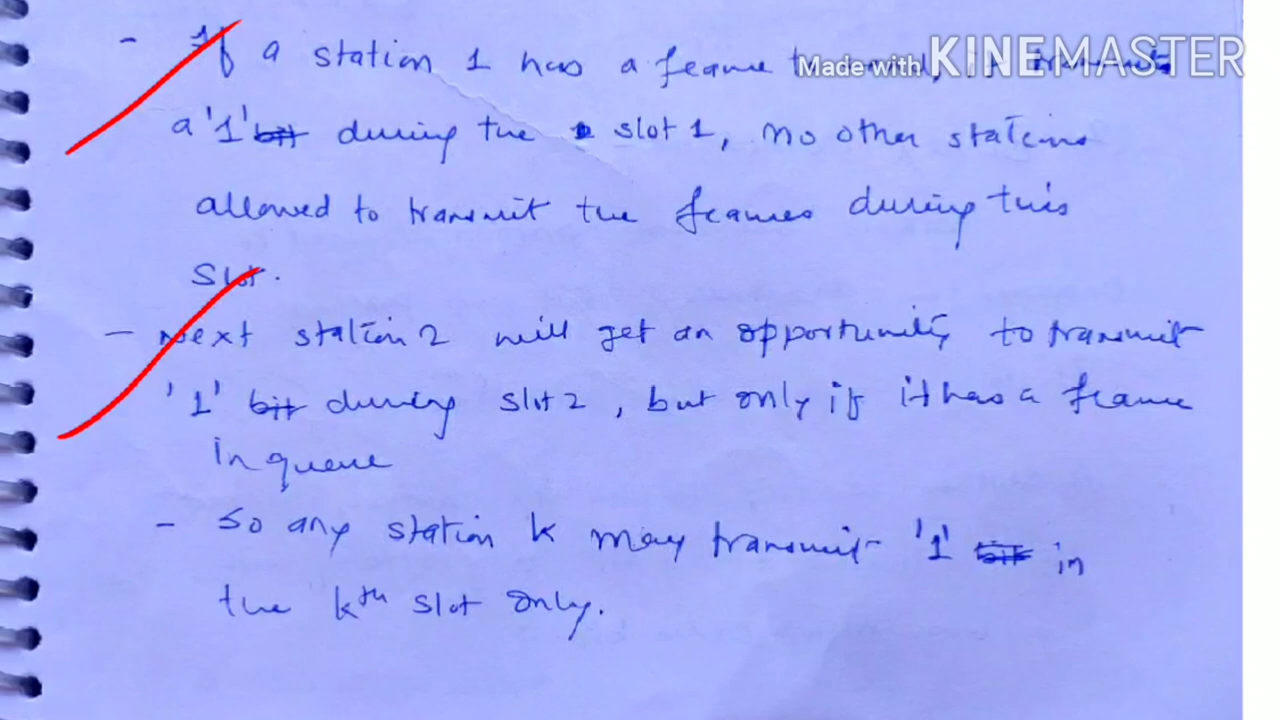 - If a station 1 has a frame
Made with KINEMASTER
a '1' bit during the slot 1, no other stations
allowed to transmit the frames during this
slot.
- Next station 2 will get an opportunity to transmit
'1' bit during slot 2, but only if it has a frame
in queue
- so any station k may transmit '1' bit in
the kth slot only.